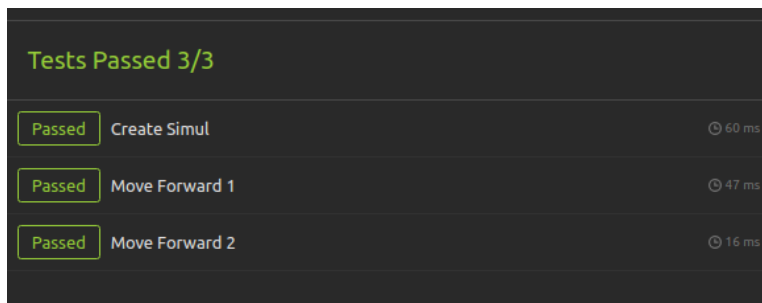 Tests Passed 3/3
Passed Create Simul 60 ms
Passed Move Forward 1 47 ms
Passed Move Forward 2 16 ms